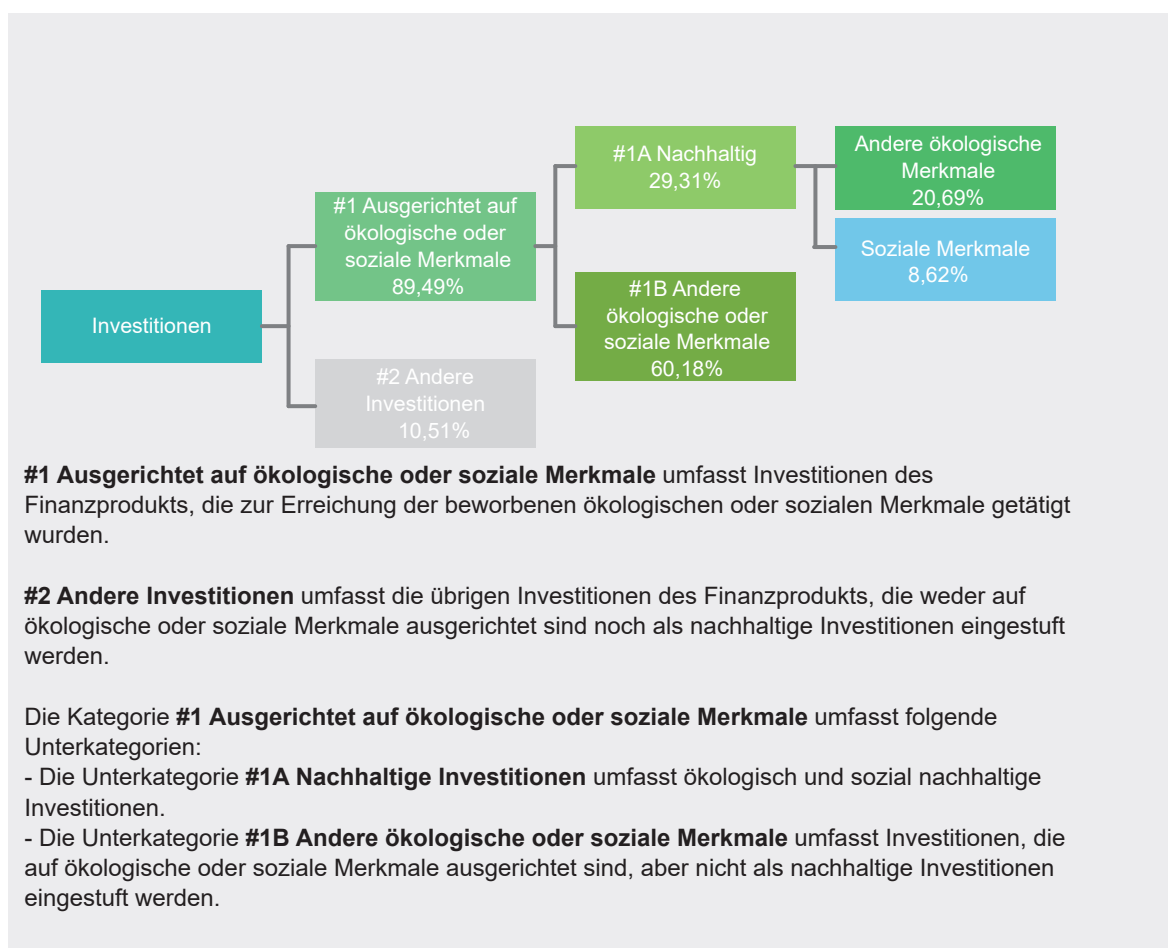 Investitionen
#1 Ausgerichtet auf
ökologische oder
soziale Merkmale
89,49%
#2 Andere
Investitionen
10,51%
#1A Nachhaltig
29,31%
#1B Andere
ökologische oder
soziale Merkmale
60,18%
Andere ökologische
Merkmale
20,69%
Soziale Merkmale
8,62%
#1 Ausgerichtet auf ökologische oder soziale Merkmale umfasst Investitionen des
Finanzprodukts, die zur Erreichung der beworbenen ökologischen oder sozialen Merkmale getätigt
wurden.
#2 Andere Investitionen umfasst die übrigen Investitionen des Finanzprodukts, die weder auf
ökologische oder soziale Merkmale ausgerichtet sind noch als nachhaltige Investitionen eingestuft
werden.
Die Kategorie #1 Ausgerichtet auf ökologische oder soziale Merkmale umfasst folgende
Unterkategorien:
- Die Unterkategorie #1A Nachhaltige Investitionen umfasst ökologisch und sozial nachhaltige
Investitionen.
- Die Unterkategorie #1B Andere ökologische oder soziale Merkmale umfasst Investitionen, die
auf ökologische oder soziale Merkmale ausgerichtet sind, aber nicht als nachhaltige Investitionen
eingestuft werden.